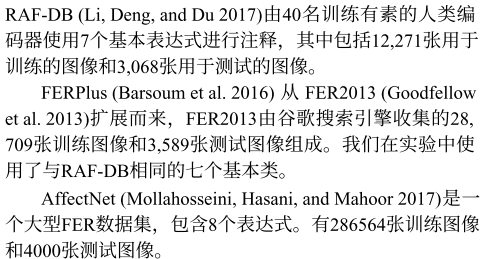 RAF-DB (Li, Deng, and Du 2017)由40名训练有素的人类编
码器使用7个基本表达式进行注释，其中包括12,271张用于
训练的图像和3,068张用于测试的图像。
FERPlus (Barsoum et al. 2016) 从 FER2013 (Goodfellow
et al. 2013)扩展而来，FER2013由谷歌搜索引擎收集的28,
709张训练图像和3,589张测试图像组成。我们在实验中使
用了与RAF-DB相同的七个基本类。
AffectNet (Mollahosseini, Hasani, and Mahoor 2017)是一
个大型FER数据集，包含8个表达式。有286564张训练图像
和4000张测试图像。